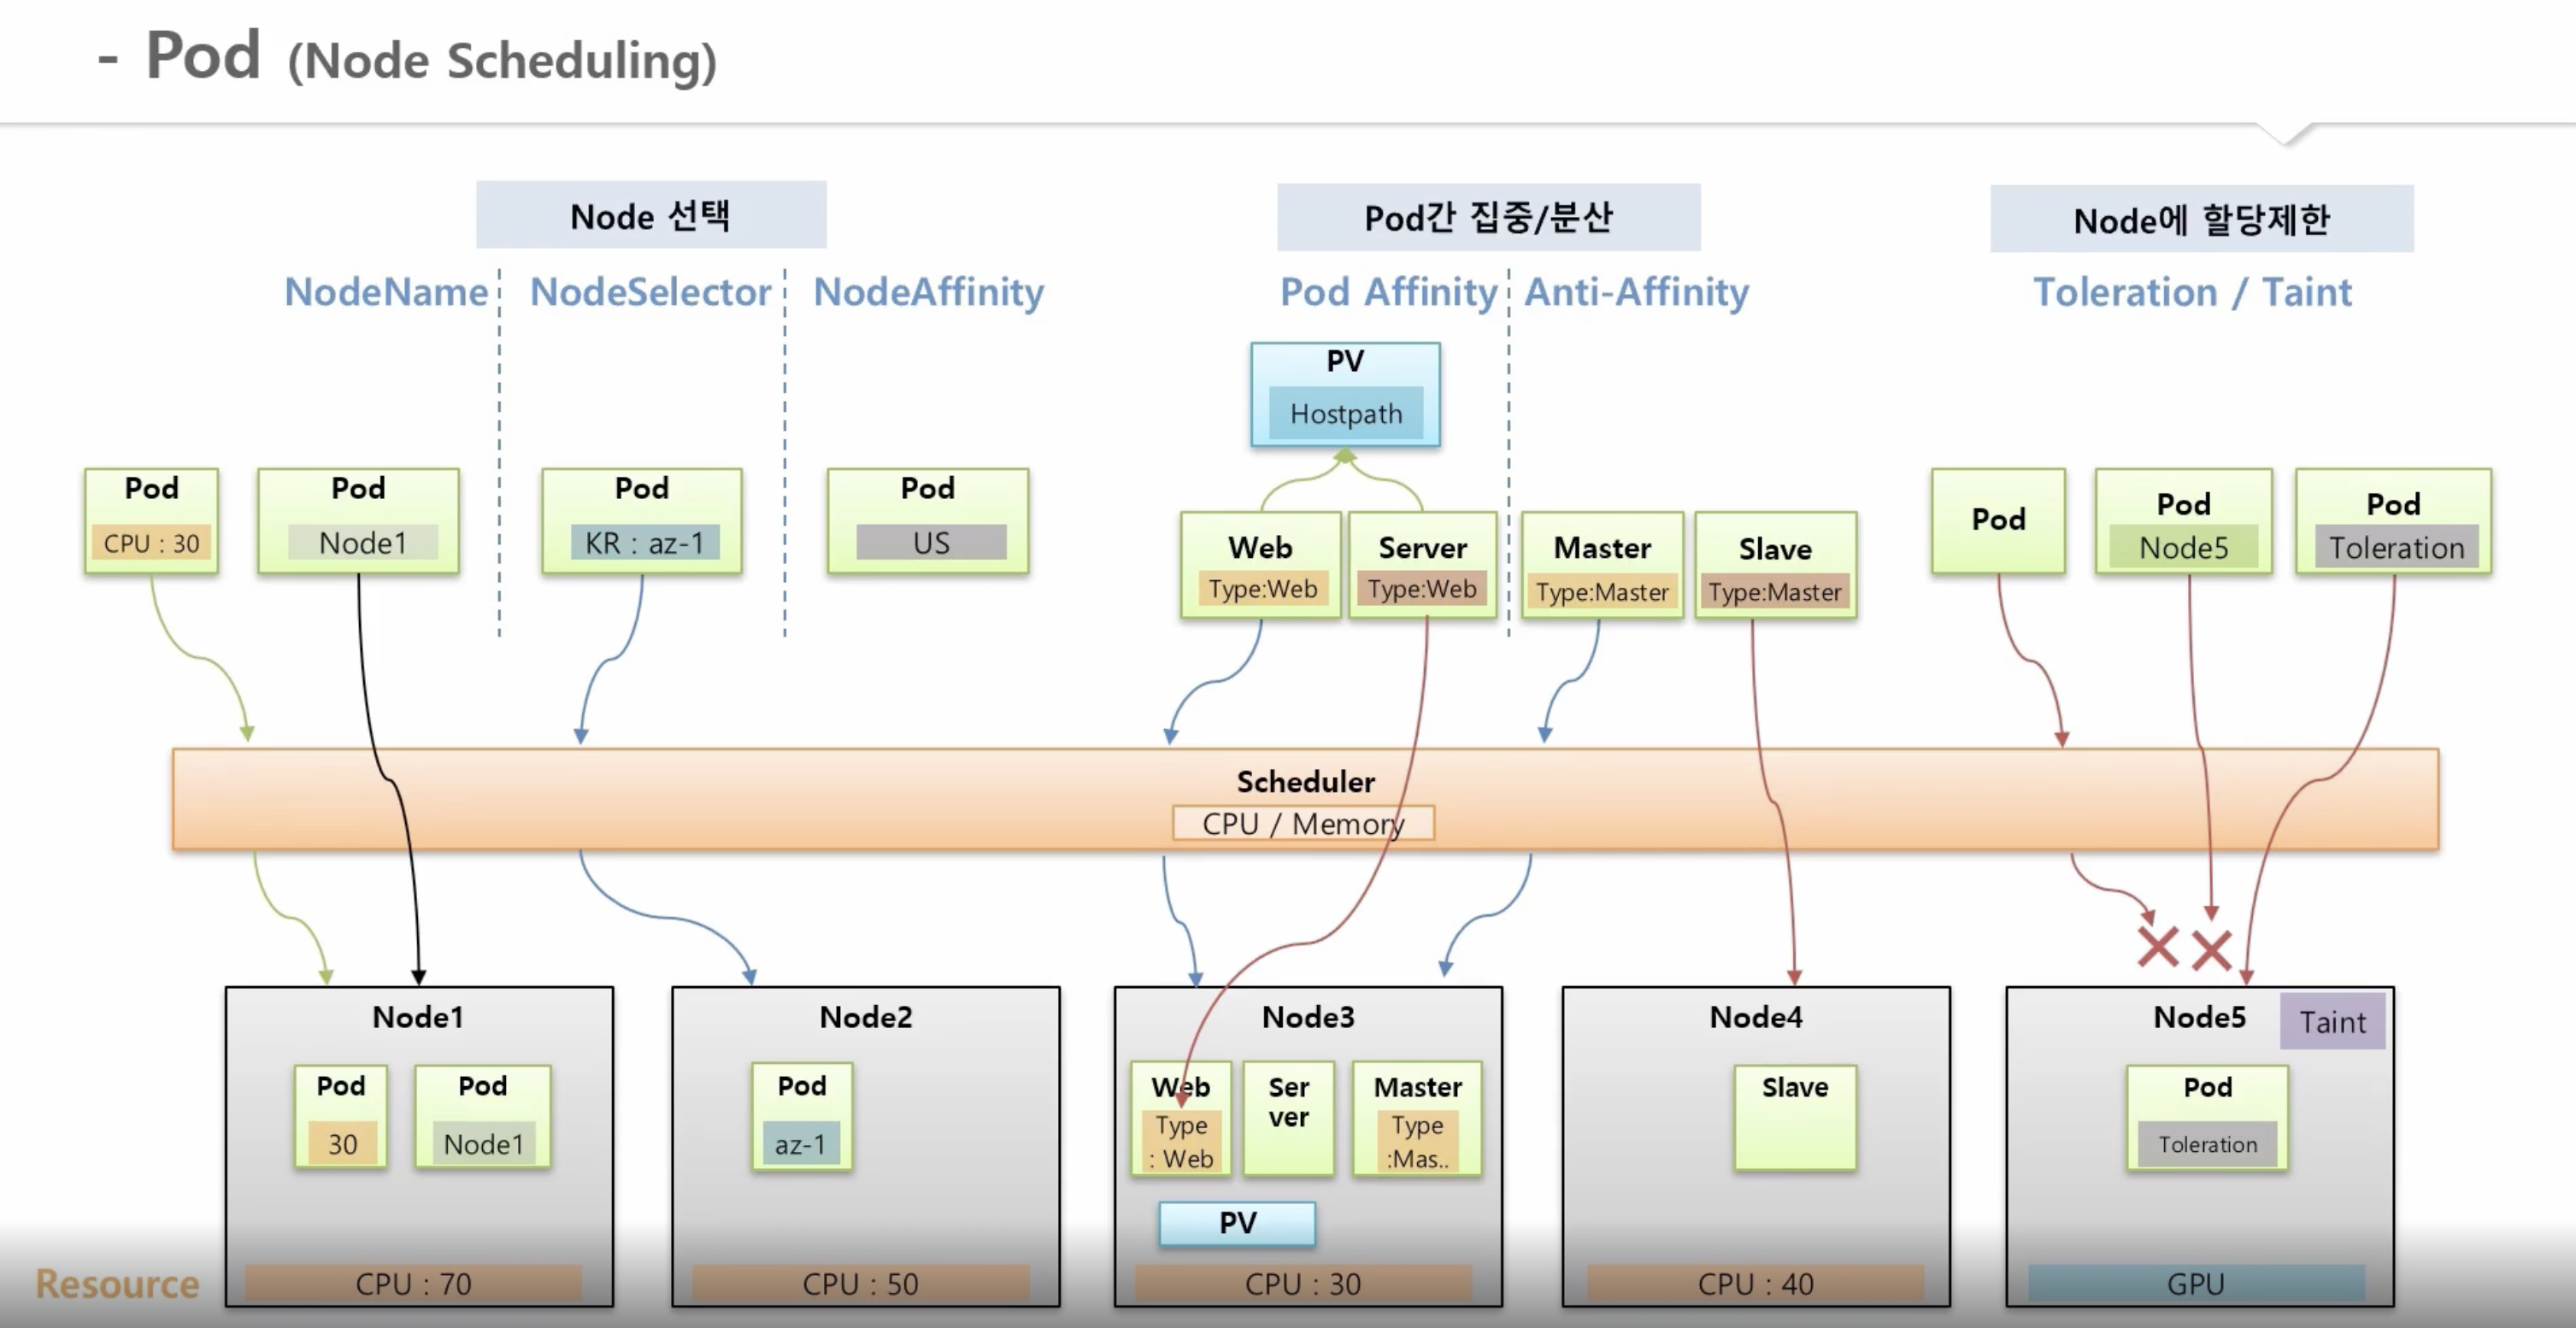 - Pod (Node Scheduling)
Node 선택
Pod간 집중/분산
Node에 할당제한
NodeName
NodeSelector
NodeAffinity
Pod Affinity
Anti-Affinity
Toleration / Taint
PV
Hostpath
Pod
CPU : 30
Pod
Node1
Pod
KR : az-1
Pod
US
Web
Type:Web
Server
Type:Web
Master
Type:Master
Slave
Type:Master
Pod
Pod
Node5
Pod
Toleration
Scheduler
CPU / Memory
Node1
Pod
30
Pod
Node1
CPU : 70
Node2
Pod
az-1
CPU : 50
Node3
Web
Type
: Web
Ser
ver
Master
Type
:Mas..
PV
CPU : 30
Node4
Slave
CPU : 40
Node5
Taint
Pod
Toleration
GPU
Resource